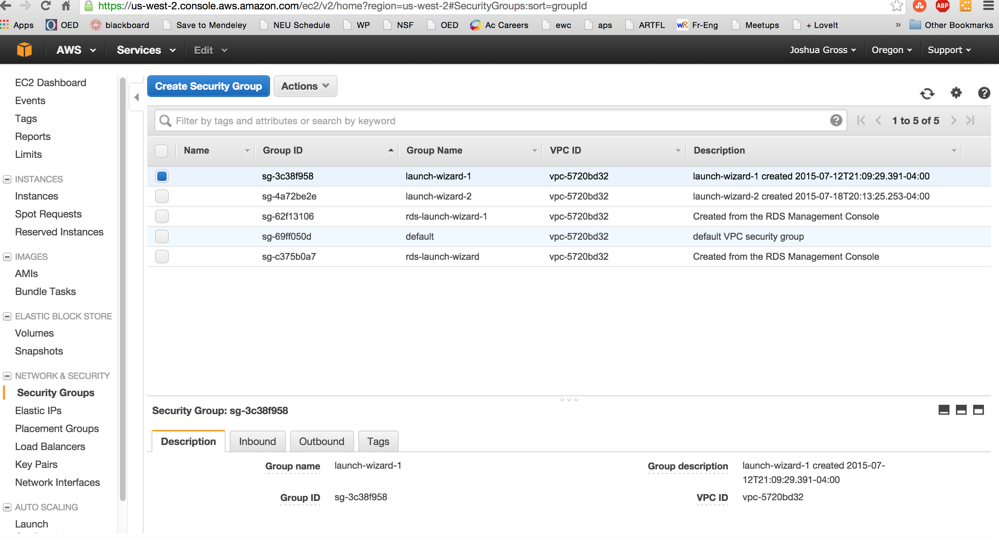 https://us-west-2.console.aws.amazon.com/ec2/v2/home?region=us-west-2#SecurityGroups:sort=groupId
ABP
Apps OED blackboard Save to Mendeley NEU Schedule WP NSF OED Ac Careers ewc aps ARTFL WR Fr-Eng Meetups + LoveIt » Other Bookmarks
AWS Services Edit Joshua Gross Oregon Support
EC2 Dashboard
Events
Tags
Reports
Limits
INSTANCES
Instances
Spot Requests
Reserved Instances
IMAGES
AMIs
Bundle Tasks
ELASTIC BLOCK STORE
Volumes
Snapshots
NETWORK & SECURITY
Security Groups
Elastic IPs
Placement Groups
Load Balancers
Key Pairs
Network Interfaces
AUTO SCALING
Launch
Create Security Group Actions
Filter by tags and attributes or search by keyword 1 to 5 of 5
Name Group ID Group Name VPC ID Description
sg-3c38f958 launch-wizard-1 vpc-5720bd32 launch-wizard-1 created 2015-07-12T21:09:29.391-04:00
sg-4a72be2e launch-wizard-2 vpc-5720bd32 launch-wizard-2 created 2015-07-18T20:13:25.253-04:00
sg-62f13106 rds-launch-wizard-1 vpc-5720bd32 Created from the RDS Management Console
sg-69ff050d default vpc-5720bd32 default VPC security group
sg-c375b0a7 rds-launch-wizard vpc-5720bd32 Created from the RDS Management Console
Security Group: sg-3c38f958
Description Inbound Outbound Tags
Group name launch-wizard-1 Group description launch-wizard-1 created 2015-07-
12T21:09:29.391-04:00
Group ID sg-3c38f958 VPC ID vpc-5720bd32